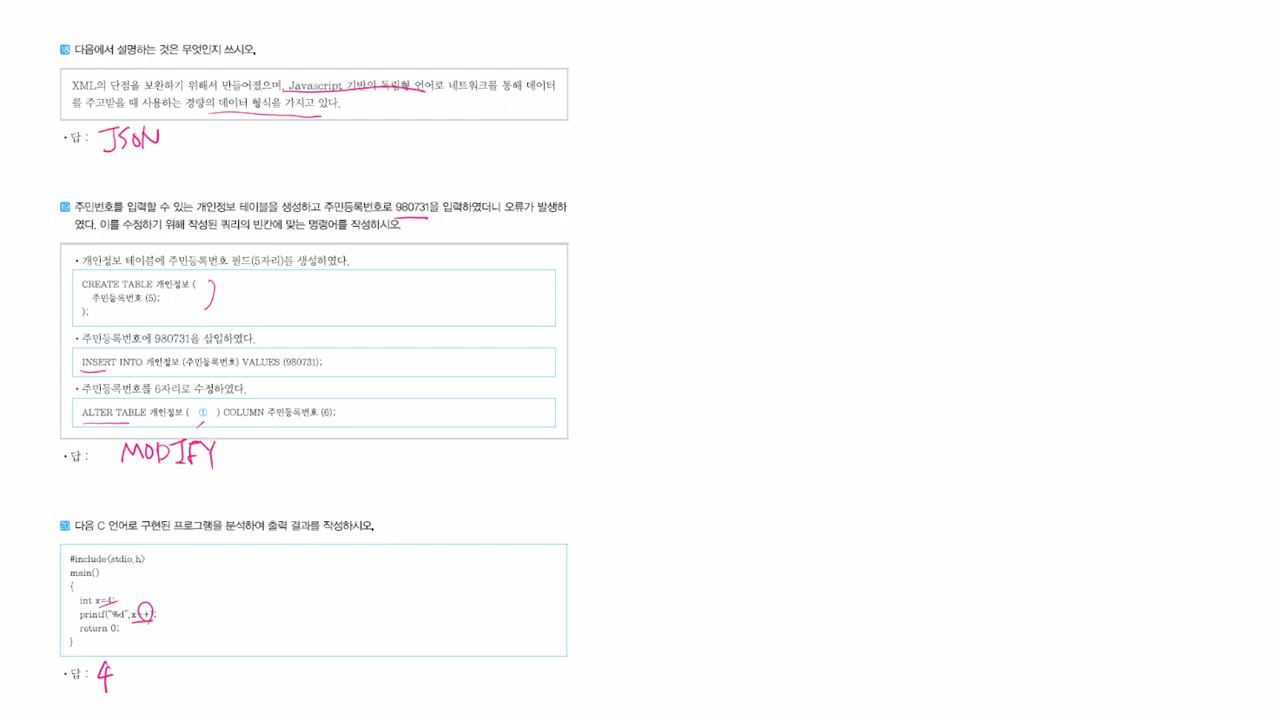 18 다음에서 설명하는 것은 무엇인지 쓰시오.
XML의 단점을 보완하기 위해서 만들어졌으며, Javascript 기반의 독립형 언어로 네트워크를 통해 데이터
를 주고받을 때 사용하는 경량의 데이터 형식을 가지고 있다.
• 답 : JSON
19 주민번호를 입력할 수 있는 개인정보 테이블을 생성하고 주민등록번호로 980731을 입력하였더니 오류가 발생하
였다. 이를 수정하기 위해 작성된 쿼리의 빈칸에 맞는 명령어를 작성하시오.
• 개인정보 테이블에 주민등록번호 필드(5자리)를 생성하였다.
CREATE TABLE 개인정보 (
주민등록번호 (5);
);
• 주민등록번호에 980731을 삽입하였다.
INSERT INTO 개인정보 (주민등록번호) VALUES (980731);
• 주민등록번호를 6자리로 수정하였다.
ALTER TABLE 개인정보 ( ① ) COLUMN 주민등록번호 (6);
• 답 : MODIFY
20 다음 C 언어로 구현된 프로그램을 분석하여 출력 결과를 작성하시오.
#include<stdio.h>
main()
{
int x=4;
printf("%d",x++);
return 0;
}
• 답 : 4